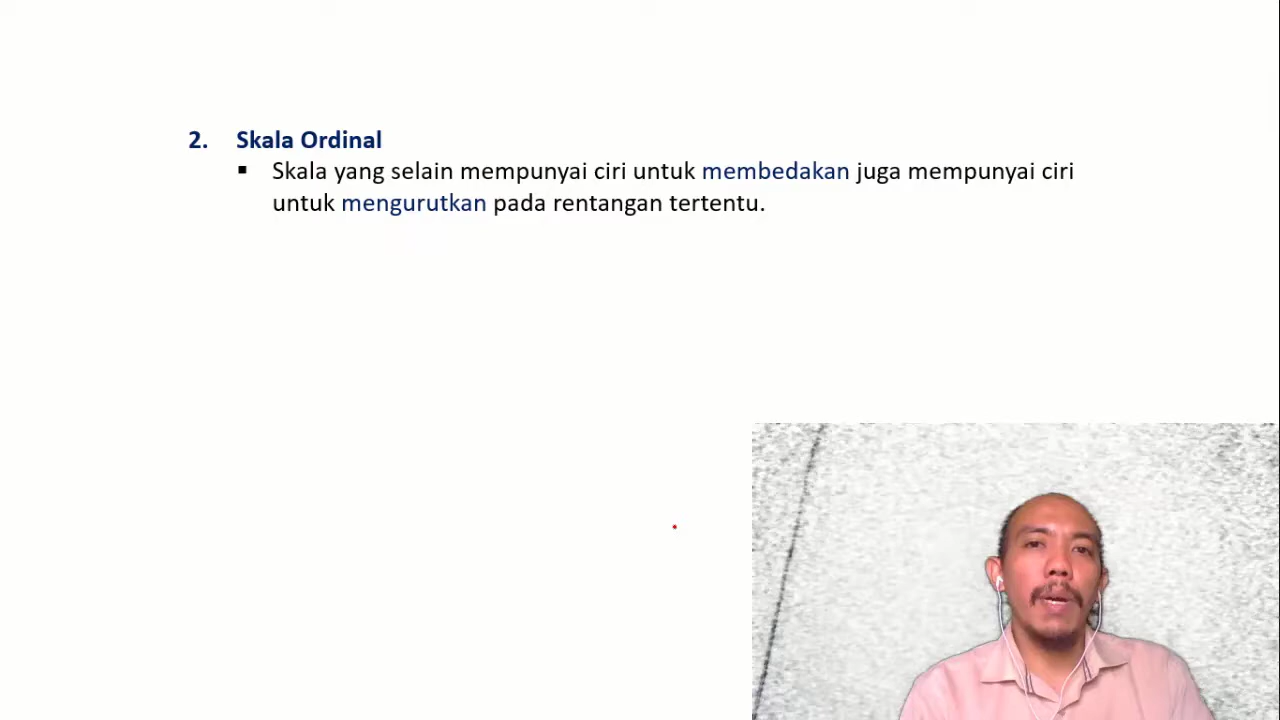 2. Skala Ordinal
▪ Skala yang selain mempunyai ciri untuk membedakan juga mempunyai ciri
untuk mengurutkan pada rentangan tertentu.